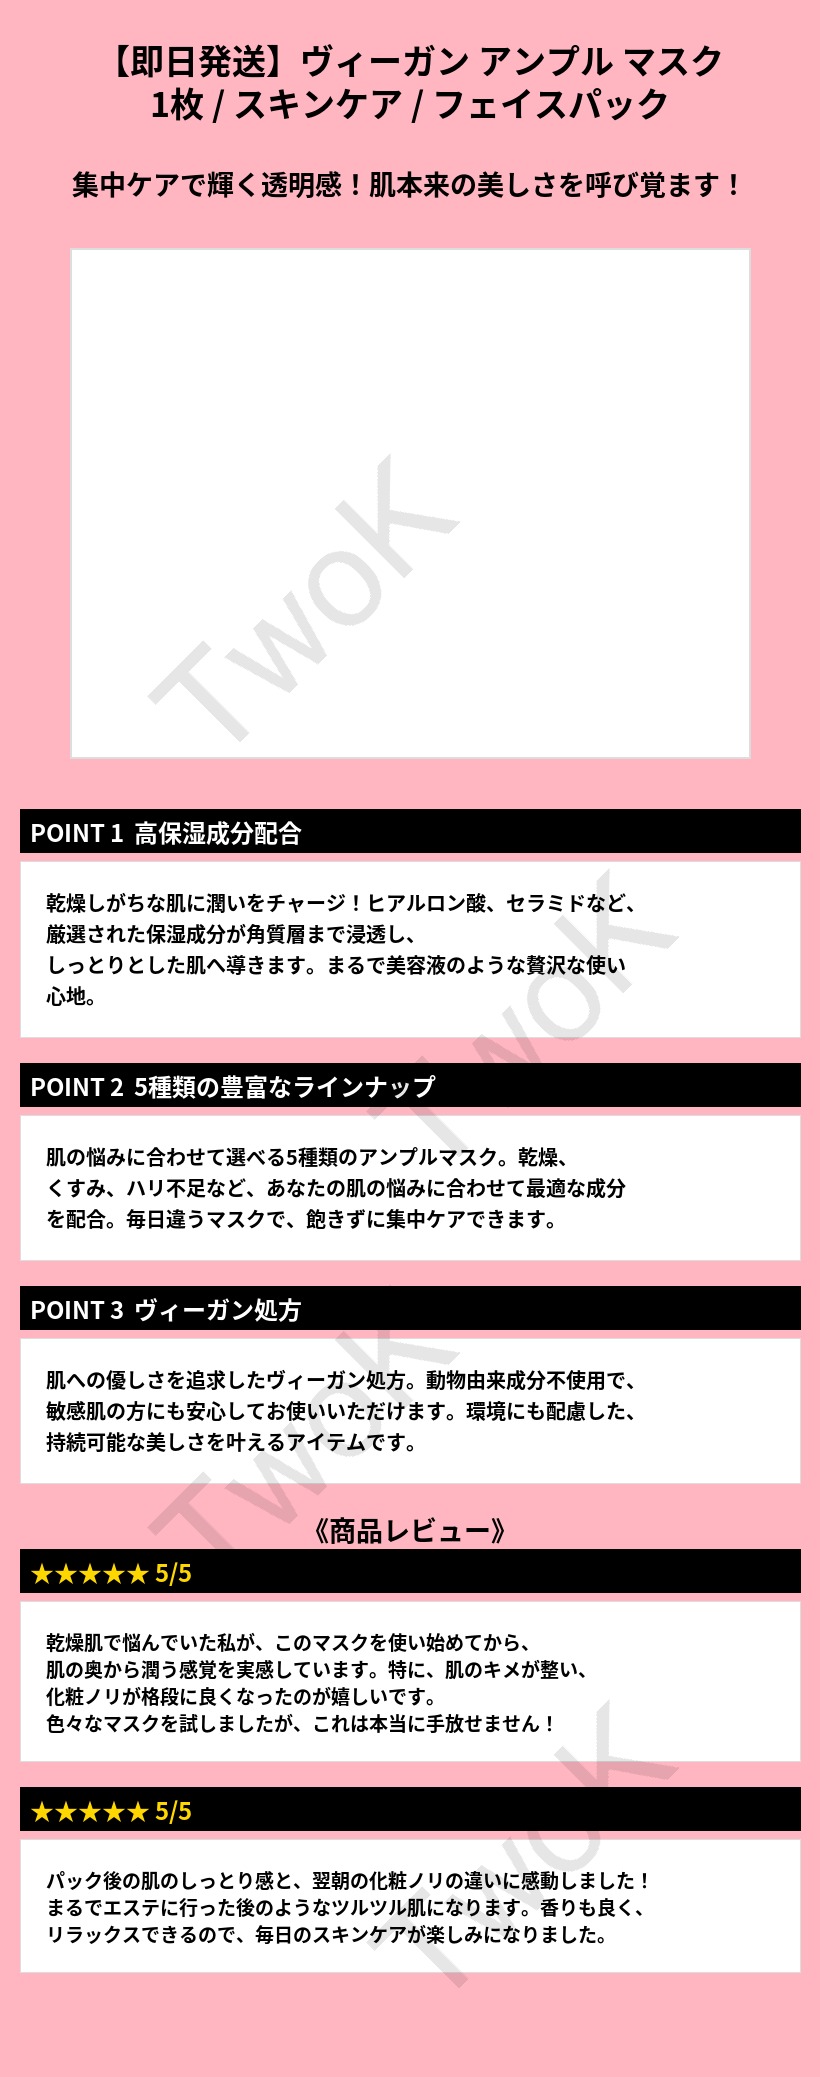 【即日発送】ヴィーガン アンプル マスク
1枚 / スキンケア / フェイスパック
集中ケアで輝く透明感！肌本来の美しさを呼び覚ます！
TwoK
POINT 1 高保湿成分配合
乾燥しがちな肌に潤いをチャージ！ヒアルロン酸、セラミドなど、
厳選された保湿成分が角質層まで浸透し、
しっとりとした肌へ導きます。まるで美容液のような贅沢な使い
心地。
TwoK
POINT 2 5種類の豊富なラインナップ
肌の悩みに合わせて選べる5種類のアンプルマスク。乾燥、
くすみ、ハリ不足など、あなたの肌の悩みに合わせて最適な成分
を配合。毎日違うマスクで、飽きずに集中ケアできます。
POINT 3 ヴィーガン処方
肌への優しさを追求したヴィーガン処方。動物由来成分不使用で、
敏感肌の方にも安心してお使いいただけます。環境にも配慮した、
持続可能な美しさを叶えるアイテムです。
TwoK
《商品レビュー》
★★★★★ 5/5
乾燥肌で悩んでいた私が、このマスクを使い始めてから、
肌の奥から潤う感覚を実感しています。特に、肌のキメが整い、
化粧ノリが格段に良くなったのが嬉しいです。
色々なマスクを試しましたが、これは本当に手放せません！
★★★★★ 5/5
パック後の肌のしっとり感と、翌朝の化粧ノリの違いに感動しました！
まるでエステに行った後のようなツルツル肌になります。香りも良く、
リラックスできるので、毎日のスキンケアが楽しみになりました。
TwoK